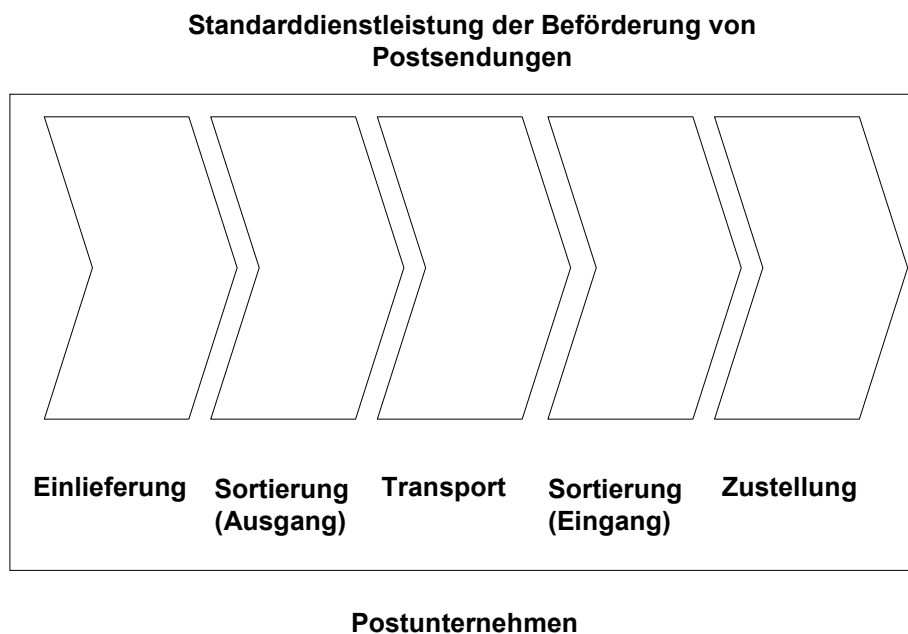 Standarddienstleistung der Beförderung von
Postsendungen
Einlieferung
Sortierung
(Ausgang)
Transport
Sortierung
(Eingang)
Zustellung
Postunternehmen